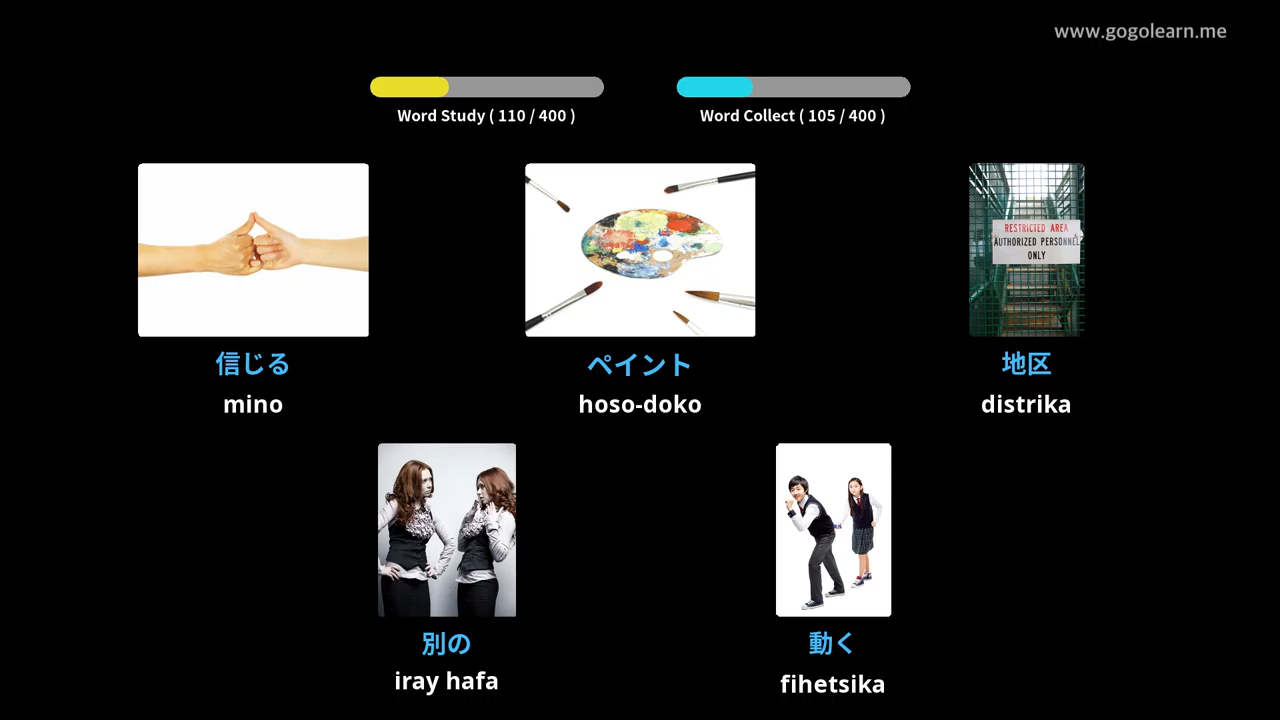 www.gogolearn.me
Word Study ( 110 / 400 )
Word Collect ( 105 / 400 )
RESTRICTED AREA
AUTHORIZED PERSONNEL
ONLY
信じる
ペイント
地区
mino
hoso-doko
distrika
別の
動く
iray hafa
fihetsika